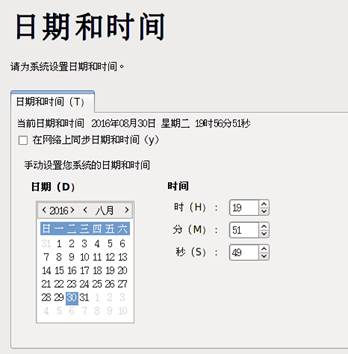 日期和时间
请为系统设置日期和时间。
日期和时间（T）
当前日期和时间 2016年08月30日 星期二 19时56分51秒
在网络上同步日期和时间（y）
手动设置您系统的日期和时间
日期（D）
时间
< 2016 > < 八月 >
时（H）： 19
日 一 二 三 四 五 六
分（M）： 51
31 1 2 3 4 5 6
秒（S）： 49
7 8 9 10 11 12 13
14 15 16 17 18 19 20
21 22 23 24 25 26 27
28 29 30 31 1 2 3
4 5 6 7 8 9 10